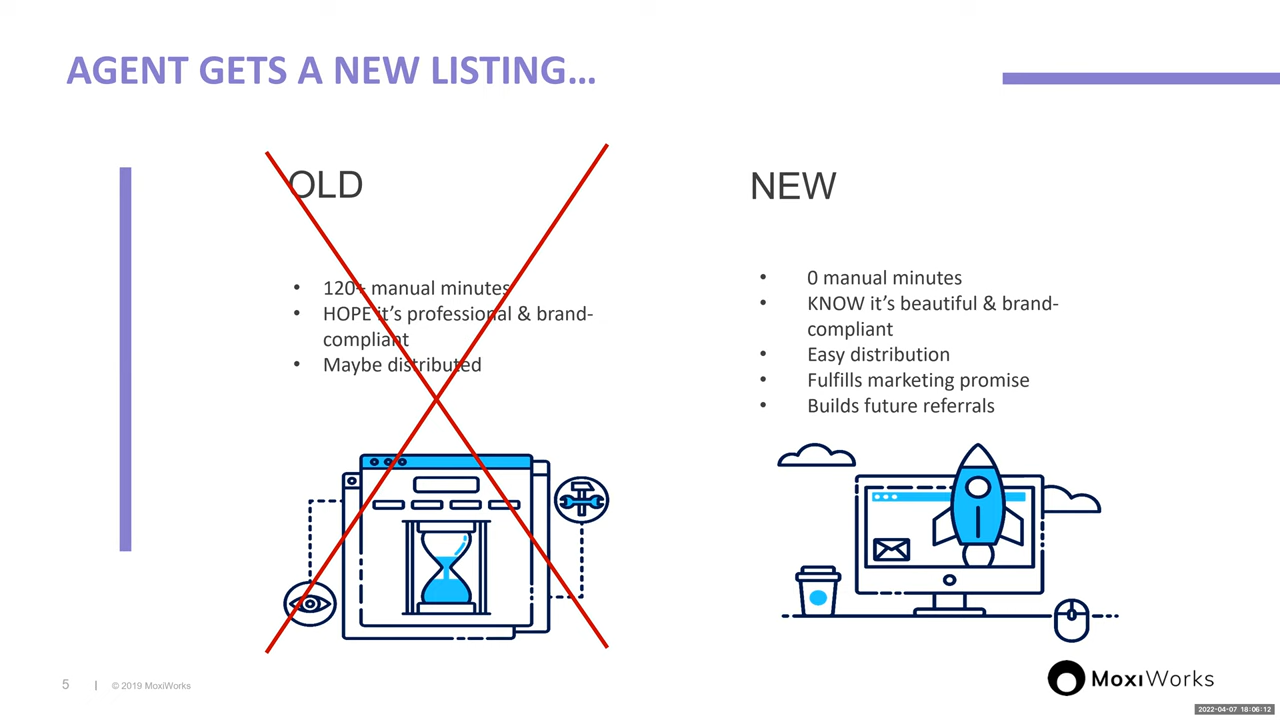 AGENT GETS A NEW LISTING…
OLD
• 120+ manual minutes
• HOPE it’s professional & brand-
compliant
• Maybe distributed
NEW
• 0 manual minutes
• KNOW it’s beautiful & brand-
compliant
• Easy distribution
• Fulfills marketing promise
• Builds future referrals
5 | © 2019 MoxiWorks
MoxiWorks
2022-04-07 18:06:12